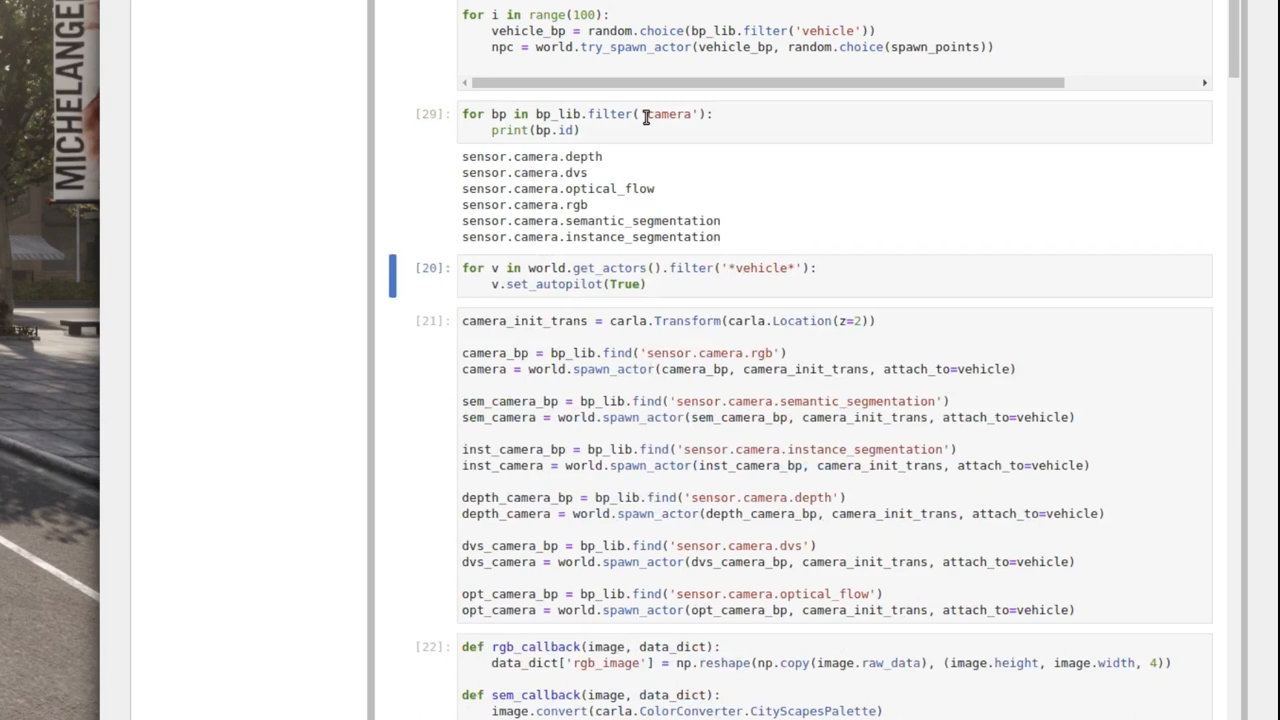 MICHELANGE
for i in range(100):
    vehicle_bp = random.choice(bp_lib.filter('vehicle'))
    npc = world.try_spawn_actor(vehicle_bp, random.choice(spawn_points))
[29]: for bp in bp_lib.filter('camera'):
    print(bp.id)
sensor.camera.depth
sensor.camera.dvs
sensor.camera.optical_flow
sensor.camera.rgb
sensor.camera.semantic_segmentation
sensor.camera.instance_segmentation
[20]: for v in world.get_actors().filter('*vehicle*'):
    v.set_autopilot(True)
[21]: camera_init_trans = carla.Transform(carla.Location(z=2))
camera_bp = bp_lib.find('sensor.camera.rgb')
camera = world.spawn_actor(camera_bp, camera_init_trans, attach_to=vehicle)
sem_camera_bp = bp_lib.find('sensor.camera.semantic_segmentation')
sem_camera = world.spawn_actor(sem_camera_bp, camera_init_trans, attach_to=vehicle)
inst_camera_bp = bp_lib.find('sensor.camera.instance_segmentation')
inst_camera = world.spawn_actor(inst_camera_bp, camera_init_trans, attach_to=vehicle)
depth_camera_bp = bp_lib.find('sensor.camera.depth')
depth_camera = world.spawn_actor(depth_camera_bp, camera_init_trans, attach_to=vehicle)
dvs_camera_bp = bp_lib.find('sensor.camera.dvs')
dvs_camera = world.spawn_actor(dvs_camera_bp, camera_init_trans, attach_to=vehicle)
opt_camera_bp = bp_lib.find('sensor.camera.optical_flow')
opt_camera = world.spawn_actor(opt_camera_bp, camera_init_trans, attach_to=vehicle)
[22]: def rgb_callback(image, data_dict):
    data_dict['rgb_image'] = np.reshape(np.copy(image.raw_data), (image.height, image.width, 4))
def sem_callback(image, data_dict):
    image.convert(carla.ColorConverter.CityScapesPalette)